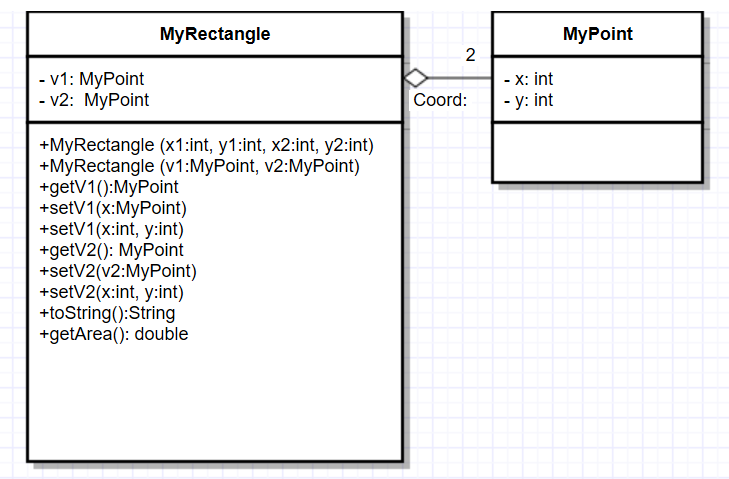 MyRectangle
- v1: MyPoint
- v2:  MyPoint
+MyRectangle (x1:int, y1:int, x2:int, y2:int)
+MyRectangle (v1:MyPoint, v2:MyPoint)
+getV1():MyPoint
+setV1(x:MyPoint)
+setV1(x:int, y:int)
+getV2(): MyPoint
+setV2(v2:MyPoint)
+setV2(x:int, y:int)
+toString():String
+getArea(): double
2
Coord:
MyPoint
- x: int
- y: int